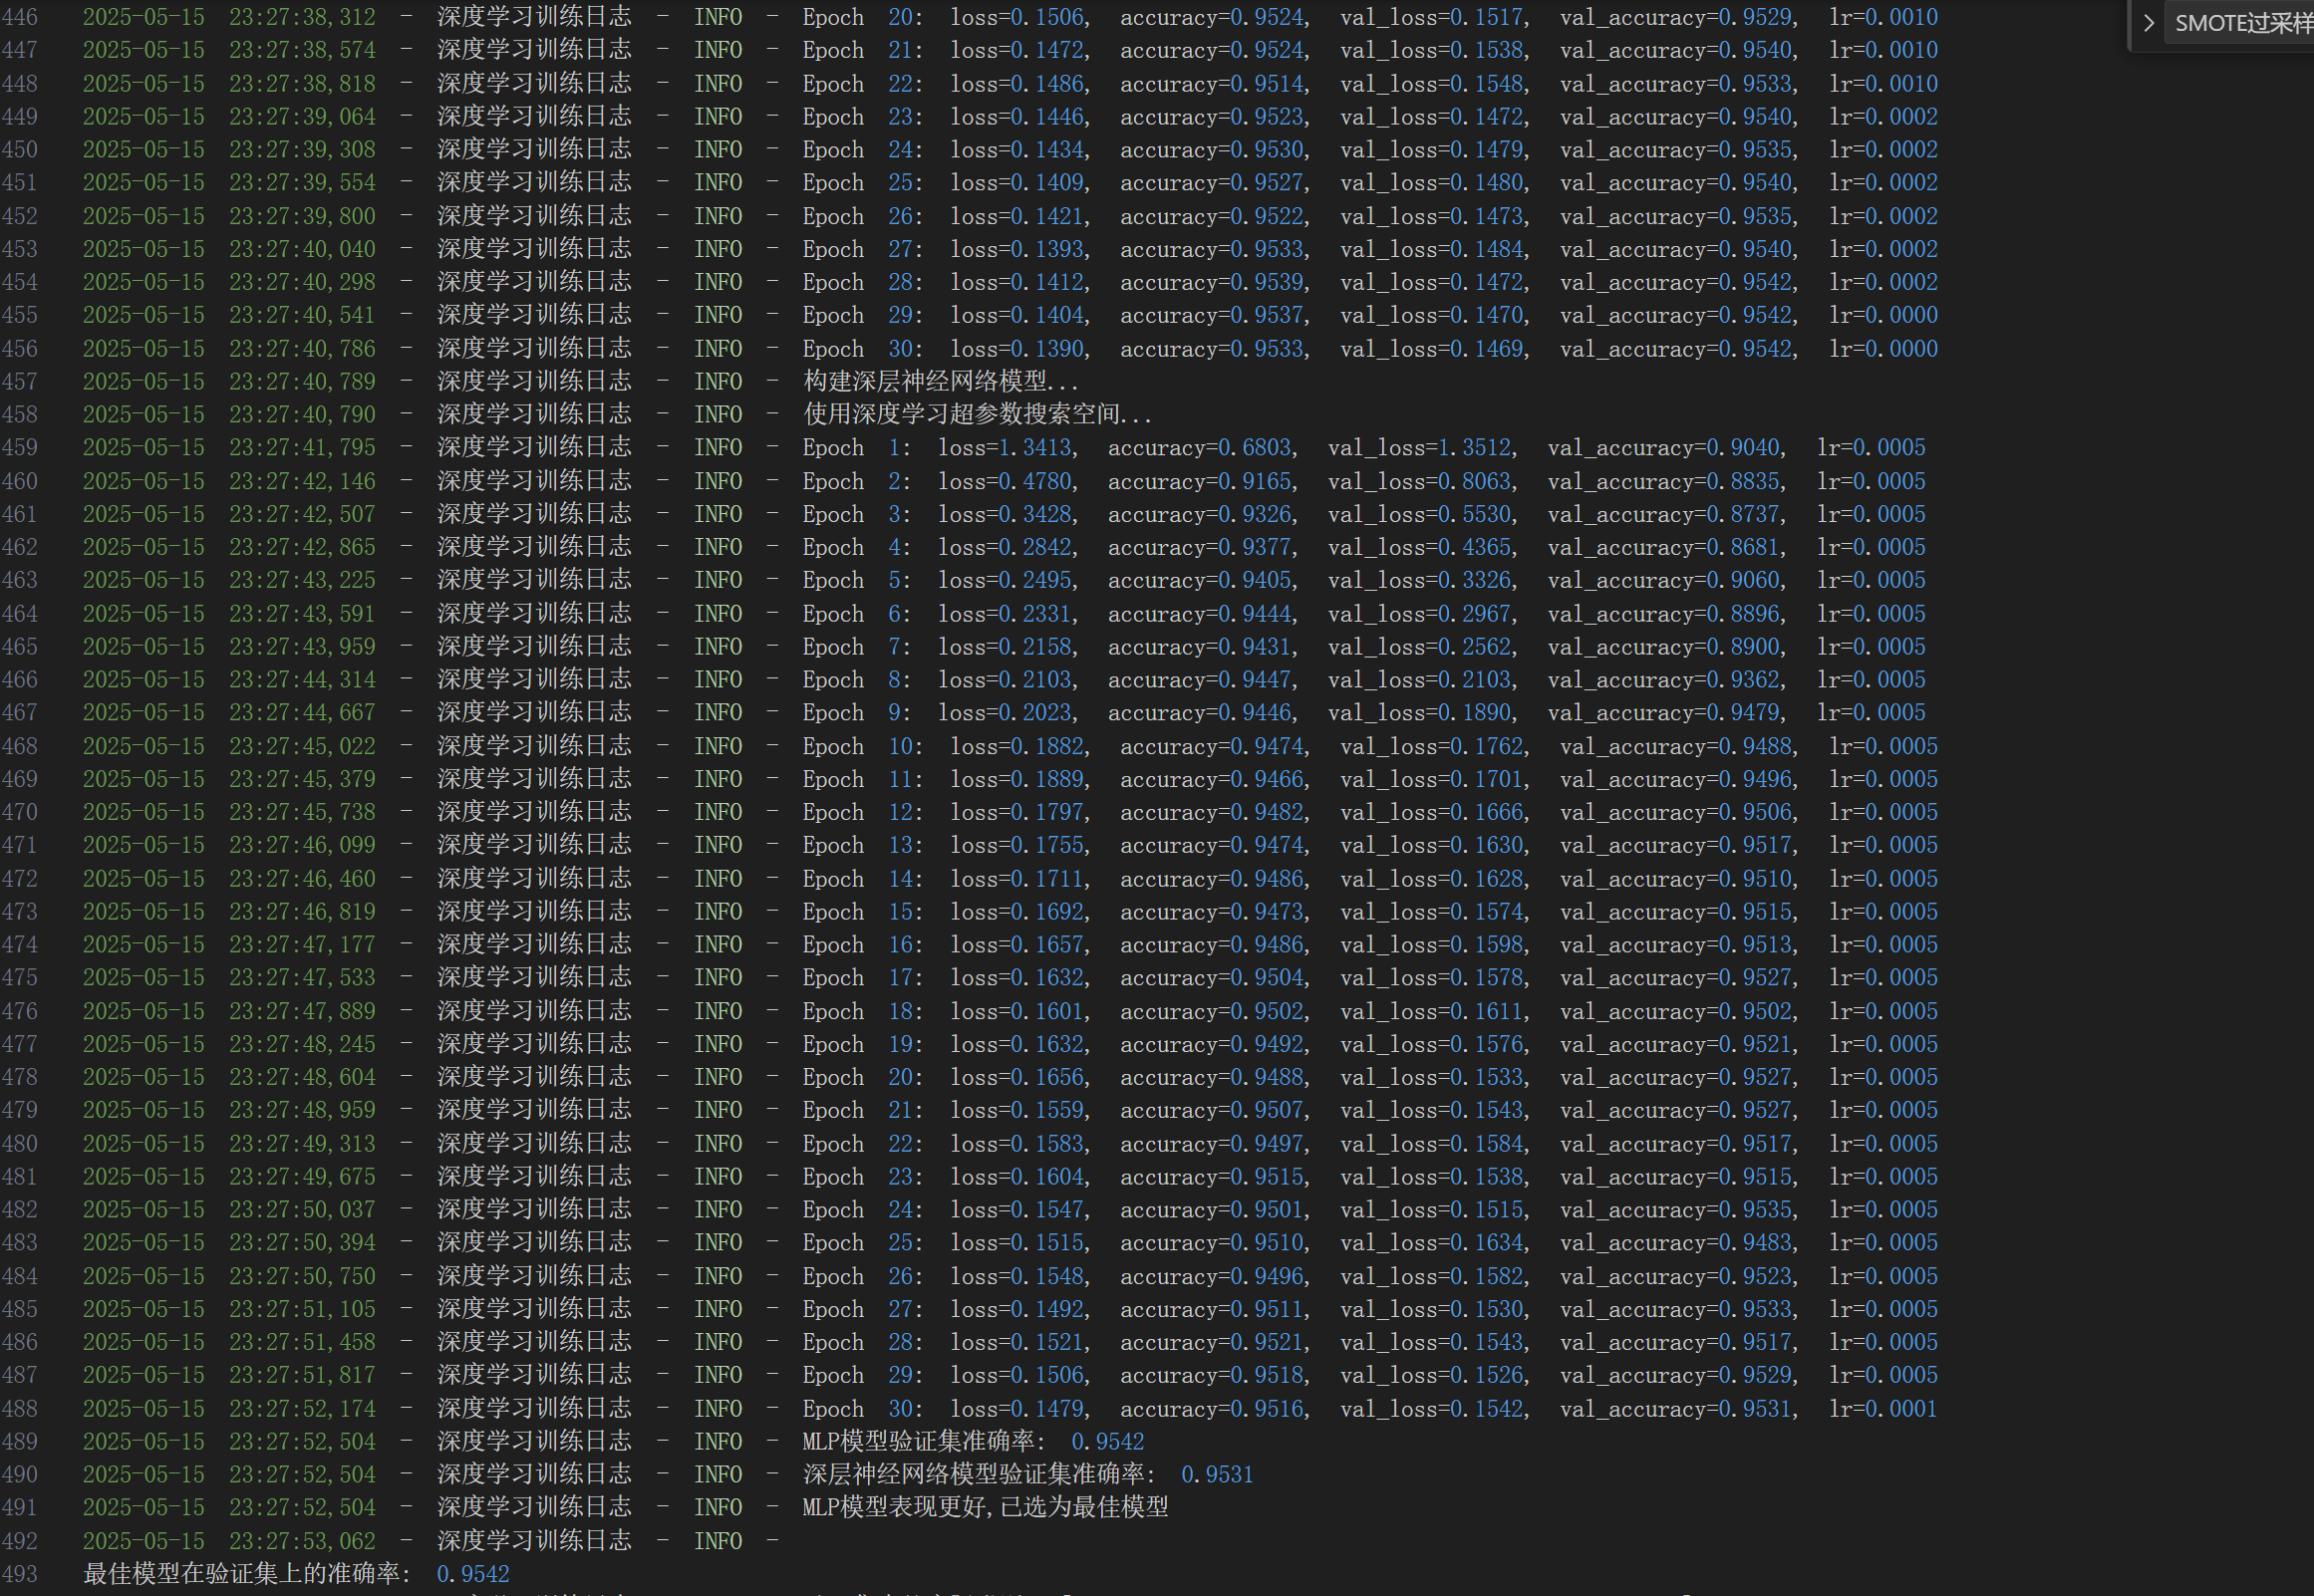 446 2025-05-15 23:27:38,312 - 深度学习训练日志 - INFO - Epoch 20: loss=0.1506, accuracy=0.9524, val_loss=0.1517, val_accuracy=0.9529, lr=0.0010
SMOTE过采样
447 2025-05-15 23:27:38,574 - 深度学习训练日志 - INFO - Epoch 21: loss=0.1472, accuracy=0.9524, val_loss=0.1538, val_accuracy=0.9540, lr=0.0010
448 2025-05-15 23:27:38,818 - 深度学习训练日志 - INFO - Epoch 22: loss=0.1486, accuracy=0.9514, val_loss=0.1548, val_accuracy=0.9533, lr=0.0010
449 2025-05-15 23:27:39,064 - 深度学习训练日志 - INFO - Epoch 23: loss=0.1446, accuracy=0.9523, val_loss=0.1472, val_accuracy=0.9540, lr=0.0002
450 2025-05-15 23:27:39,308 - 深度学习训练日志 - INFO - Epoch 24: loss=0.1434, accuracy=0.9530, val_loss=0.1479, val_accuracy=0.9535, lr=0.0002
451 2025-05-15 23:27:39,554 - 深度学习训练日志 - INFO - Epoch 25: loss=0.1409, accuracy=0.9527, val_loss=0.1480, val_accuracy=0.9540, lr=0.0002
452 2025-05-15 23:27:39,800 - 深度学习训练日志 - INFO - Epoch 26: loss=0.1421, accuracy=0.9522, val_loss=0.1473, val_accuracy=0.9535, lr=0.0002
453 2025-05-15 23:27:40,040 - 深度学习训练日志 - INFO - Epoch 27: loss=0.1393, accuracy=0.9533, val_loss=0.1484, val_accuracy=0.9540, lr=0.0002
454 2025-05-15 23:27:40,298 - 深度学习训练日志 - INFO - Epoch 28: loss=0.1412, accuracy=0.9539, val_loss=0.1472, val_accuracy=0.9542, lr=0.0002
455 2025-05-15 23:27:40,541 - 深度学习训练日志 - INFO - Epoch 29: loss=0.1404, accuracy=0.9537, val_loss=0.1470, val_accuracy=0.9542, lr=0.0000
456 2025-05-15 23:27:40,786 - 深度学习训练日志 - INFO - Epoch 30: loss=0.1390, accuracy=0.9533, val_loss=0.1469, val_accuracy=0.9542, lr=0.0000
457 2025-05-15 23:27:40,789 - 深度学习训练日志 - INFO - 构建深层神经网络模型...
458 2025-05-15 23:27:40,790 - 深度学习训练日志 - INFO - 使用深度学习超参数搜索空间...
459 2025-05-15 23:27:41,795 - 深度学习训练日志 - INFO - Epoch 1: loss=1.3413, accuracy=0.6803, val_loss=1.3512, val_accuracy=0.9040, lr=0.0005
460 2025-05-15 23:27:42,146 - 深度学习训练日志 - INFO - Epoch 2: loss=0.4780, accuracy=0.9165, val_loss=0.8063, val_accuracy=0.8835, lr=0.0005
461 2025-05-15 23:27:42,507 - 深度学习训练日志 - INFO - Epoch 3: loss=0.3428, accuracy=0.9326, val_loss=0.5530, val_accuracy=0.8737, lr=0.0005
462 2025-05-15 23:27:42,865 - 深度学习训练日志 - INFO - Epoch 4: loss=0.2842, accuracy=0.9377, val_loss=0.4365, val_accuracy=0.8681, lr=0.0005
463 2025-05-15 23:27:43,225 - 深度学习训练日志 - INFO - Epoch 5: loss=0.2495, accuracy=0.9405, val_loss=0.3326, val_accuracy=0.9060, lr=0.0005
464 2025-05-15 23:27:43,591 - 深度学习训练日志 - INFO - Epoch 6: loss=0.2331, accuracy=0.9444, val_loss=0.2967, val_accuracy=0.8896, lr=0.0005
465 2025-05-15 23:27:43,959 - 深度学习训练日志 - INFO - Epoch 7: loss=0.2158, accuracy=0.9431, val_loss=0.2562, val_accuracy=0.8900, lr=0.0005
466 2025-05-15 23:27:44,314 - 深度学习训练日志 - INFO - Epoch 8: loss=0.2103, accuracy=0.9447, val_loss=0.2103, val_accuracy=0.9362, lr=0.0005
467 2025-05-15 23:27:44,667 - 深度学习训练日志 - INFO - Epoch 9: loss=0.2023, accuracy=0.9446, val_loss=0.1890, val_accuracy=0.9479, lr=0.0005
468 2025-05-15 23:27:45,022 - 深度学习训练日志 - INFO - Epoch 10: loss=0.1882, accuracy=0.9474, val_loss=0.1762, val_accuracy=0.9488, lr=0.0005
469 2025-05-15 23:27:45,379 - 深度学习训练日志 - INFO - Epoch 11: loss=0.1889, accuracy=0.9466, val_loss=0.1701, val_accuracy=0.9496, lr=0.0005
470 2025-05-15 23:27:45,738 - 深度学习训练日志 - INFO - Epoch 12: loss=0.1797, accuracy=0.9482, val_loss=0.1666, val_accuracy=0.9506, lr=0.0005
471 2025-05-15 23:27:46,099 - 深度学习训练日志 - INFO - Epoch 13: loss=0.1755, accuracy=0.9474, val_loss=0.1630, val_accuracy=0.9517, lr=0.0005
472 2025-05-15 23:27:46,460 - 深度学习训练日志 - INFO - Epoch 14: loss=0.1711, accuracy=0.9486, val_loss=0.1628, val_accuracy=0.9510, lr=0.0005
473 2025-05-15 23:27:46,819 - 深度学习训练日志 - INFO - Epoch 15: loss=0.1692, accuracy=0.9473, val_loss=0.1574, val_accuracy=0.9515, lr=0.0005
474 2025-05-15 23:27:47,177 - 深度学习训练日志 - INFO - Epoch 16: loss=0.1657, accuracy=0.9486, val_loss=0.1598, val_accuracy=0.9513, lr=0.0005
475 2025-05-15 23:27:47,533 - 深度学习训练日志 - INFO - Epoch 17: loss=0.1632, accuracy=0.9504, val_loss=0.1578, val_accuracy=0.9527, lr=0.0005
476 2025-05-15 23:27:47,889 - 深度学习训练日志 - INFO - Epoch 18: loss=0.1601, accuracy=0.9502, val_loss=0.1611, val_accuracy=0.9502, lr=0.0005
477 2025-05-15 23:27:48,245 - 深度学习训练日志 - INFO - Epoch 19: loss=0.1632, accuracy=0.9492, val_loss=0.1576, val_accuracy=0.9521, lr=0.0005
478 2025-05-15 23:27:48,604 - 深度学习训练日志 - INFO - Epoch 20: loss=0.1656, accuracy=0.9488, val_loss=0.1533, val_accuracy=0.9527, lr=0.0005
479 2025-05-15 23:27:48,959 - 深度学习训练日志 - INFO - Epoch 21: loss=0.1559, accuracy=0.9507, val_loss=0.1543, val_accuracy=0.9527, lr=0.0005
480 2025-05-15 23:27:49,313 - 深度学习训练日志 - INFO - Epoch 22: loss=0.1583, accuracy=0.9497, val_loss=0.1584, val_accuracy=0.9517, lr=0.0005
481 2025-05-15 23:27:49,675 - 深度学习训练日志 - INFO - Epoch 23: loss=0.1604, accuracy=0.9515, val_loss=0.1538, val_accuracy=0.9515, lr=0.0005
482 2025-05-15 23:27:50,037 - 深度学习训练日志 - INFO - Epoch 24: loss=0.1547, accuracy=0.9501, val_loss=0.1515, val_accuracy=0.9535, lr=0.0005
483 2025-05-15 23:27:50,394 - 深度学习训练日志 - INFO - Epoch 25: loss=0.1515, accuracy=0.9510, val_loss=0.1634, val_accuracy=0.9483, lr=0.0005
484 2025-05-15 23:27:50,750 - 深度学习训练日志 - INFO - Epoch 26: loss=0.1548, accuracy=0.9496, val_loss=0.1582, val_accuracy=0.9523, lr=0.0005
485 2025-05-15 23:27:51,105 - 深度学习训练日志 - INFO - Epoch 27: loss=0.1492, accuracy=0.9511, val_loss=0.1530, val_accuracy=0.9533, lr=0.0005
486 2025-05-15 23:27:51,458 - 深度学习训练日志 - INFO - Epoch 28: loss=0.1521, accuracy=0.9521, val_loss=0.1543, val_accuracy=0.9517, lr=0.0005
487 2025-05-15 23:27:51,817 - 深度学习训练日志 - INFO - Epoch 29: loss=0.1506, accuracy=0.9518, val_loss=0.1526, val_accuracy=0.9529, lr=0.0005
488 2025-05-15 23:27:52,174 - 深度学习训练日志 - INFO - Epoch 30: loss=0.1479, accuracy=0.9516, val_loss=0.1542, val_accuracy=0.9531, lr=0.0001
489 2025-05-15 23:27:52,504 - 深度学习训练日志 - INFO - MLP模型验证集准确率: 0.9542
490 2025-05-15 23:27:52,504 - 深度学习训练日志 - INFO - 深层神经网络模型验证集准确率: 0.9531
491 2025-05-15 23:27:52,504 - 深度学习训练日志 - INFO - MLP模型表现更好,已选为最佳模型
492 2025-05-15 23:27:53,062 - 深度学习训练日志 - INFO -
493 最佳模型在验证集上的准确率: 0.9542